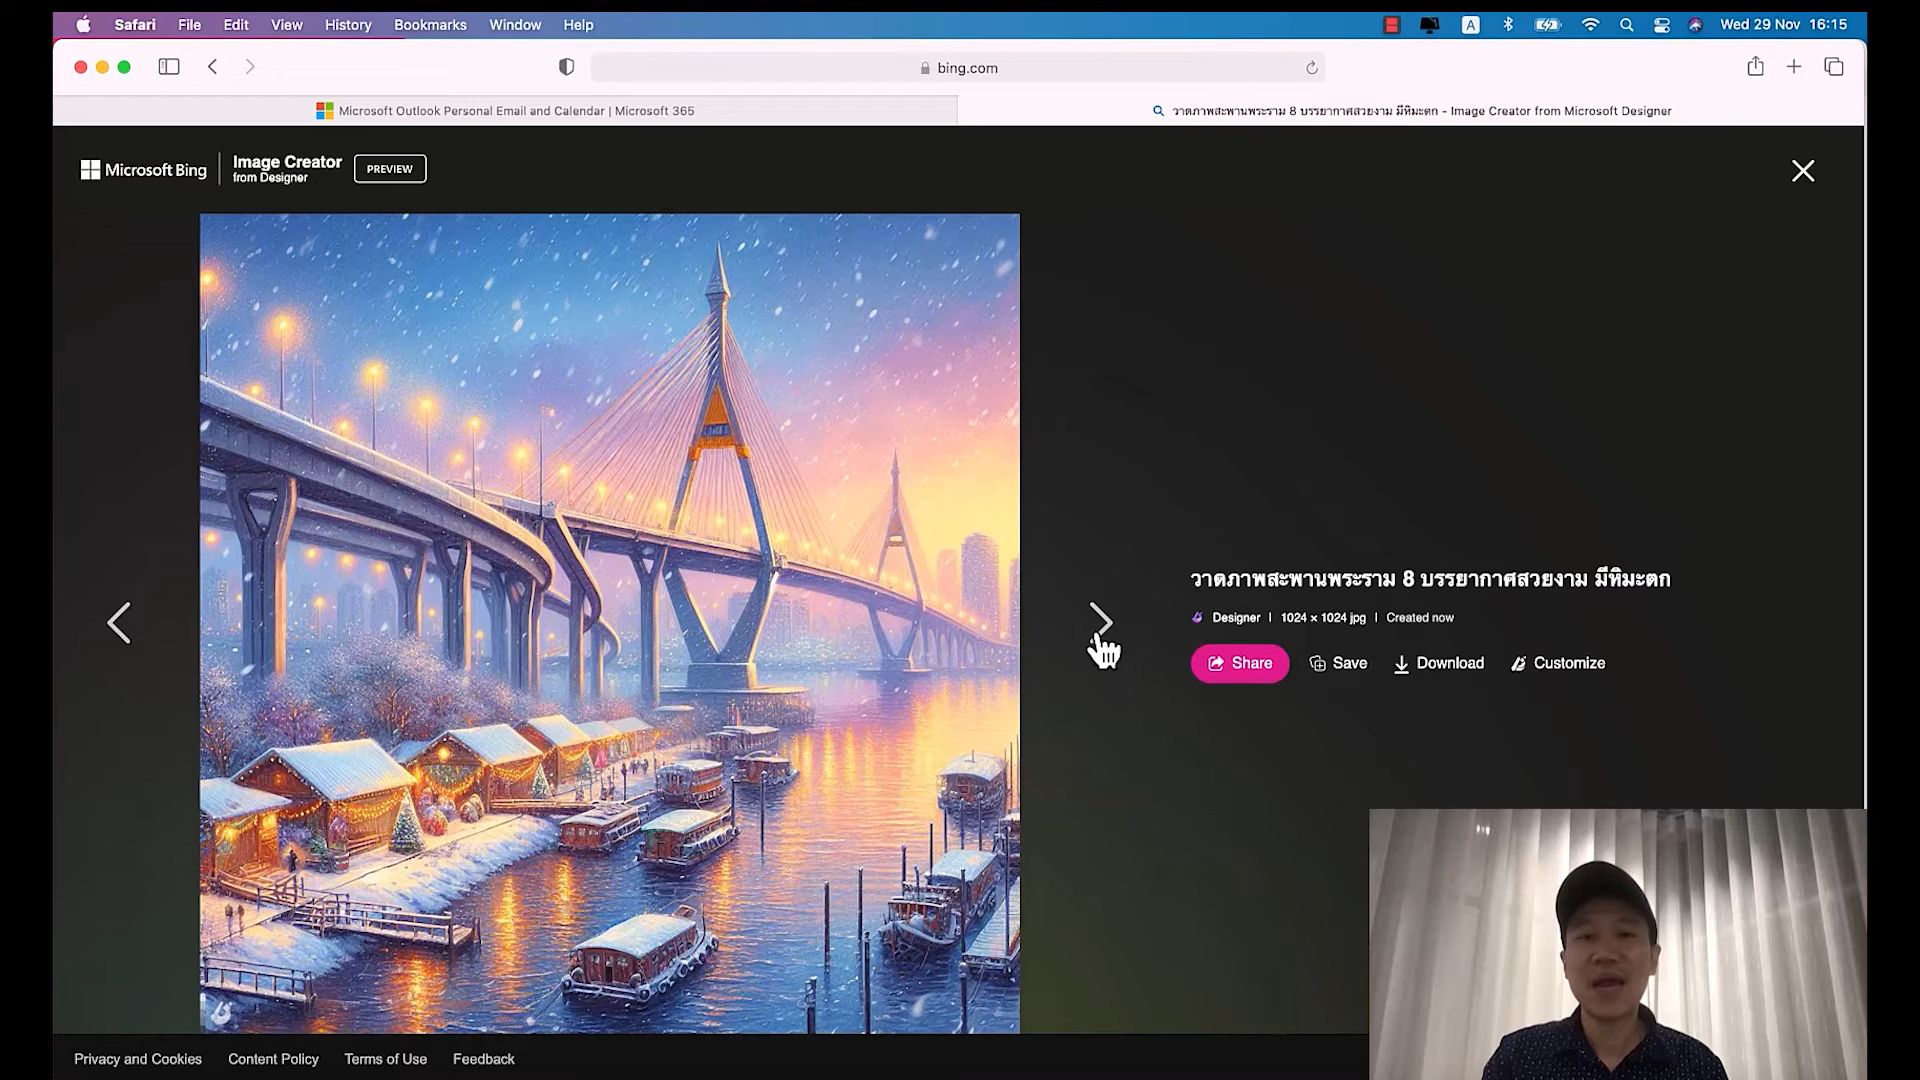 Safari File Edit View History Bookmarks Window Help A Wed 29 Nov 16:15
bing.com
Microsoft Outlook Personal Email and Calendar | Microsoft 365
วาดภาพสะพานพระราม 8 บรรยากาศสวยงาม มีหิมะตก - Image Creator from Microsoft Designer
Microsoft Bing
Image Creator
from Designer
PREVIEW
วาดภาพสะพานพระราม 8 บรรยากาศสวยงาม มีหิมะตก
Designer | 1024 × 1024 jpg | Created now
Share Save Download Customize
Privacy and Cookies Content Policy Terms of Use Feedback